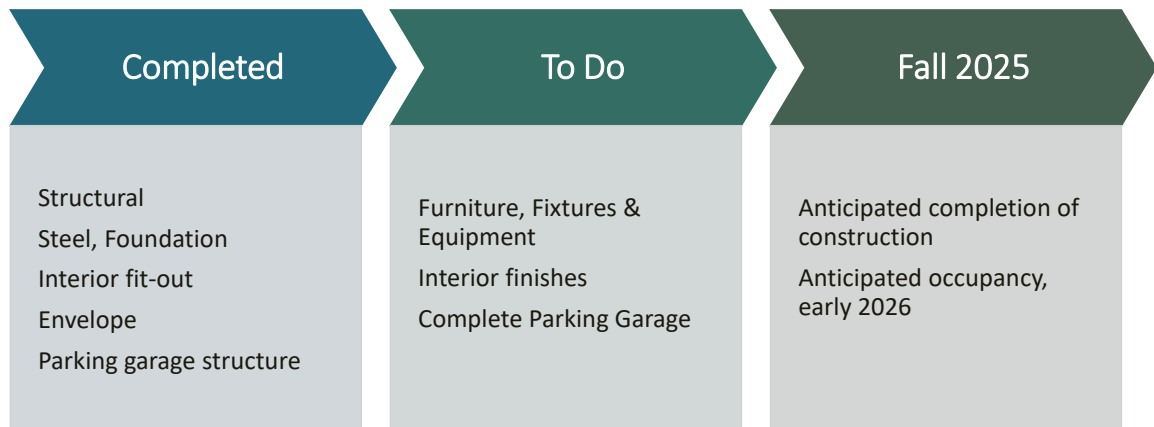 Completed
Structural
Steel, Foundation
Interior fit-out
Envelope
Parking garage structure
To Do
Furniture, Fixtures &
Equipment
Interior finishes
Complete Parking Garage
Fall 2025
Anticipated completion of
construction
Anticipated occupancy,
early 2026